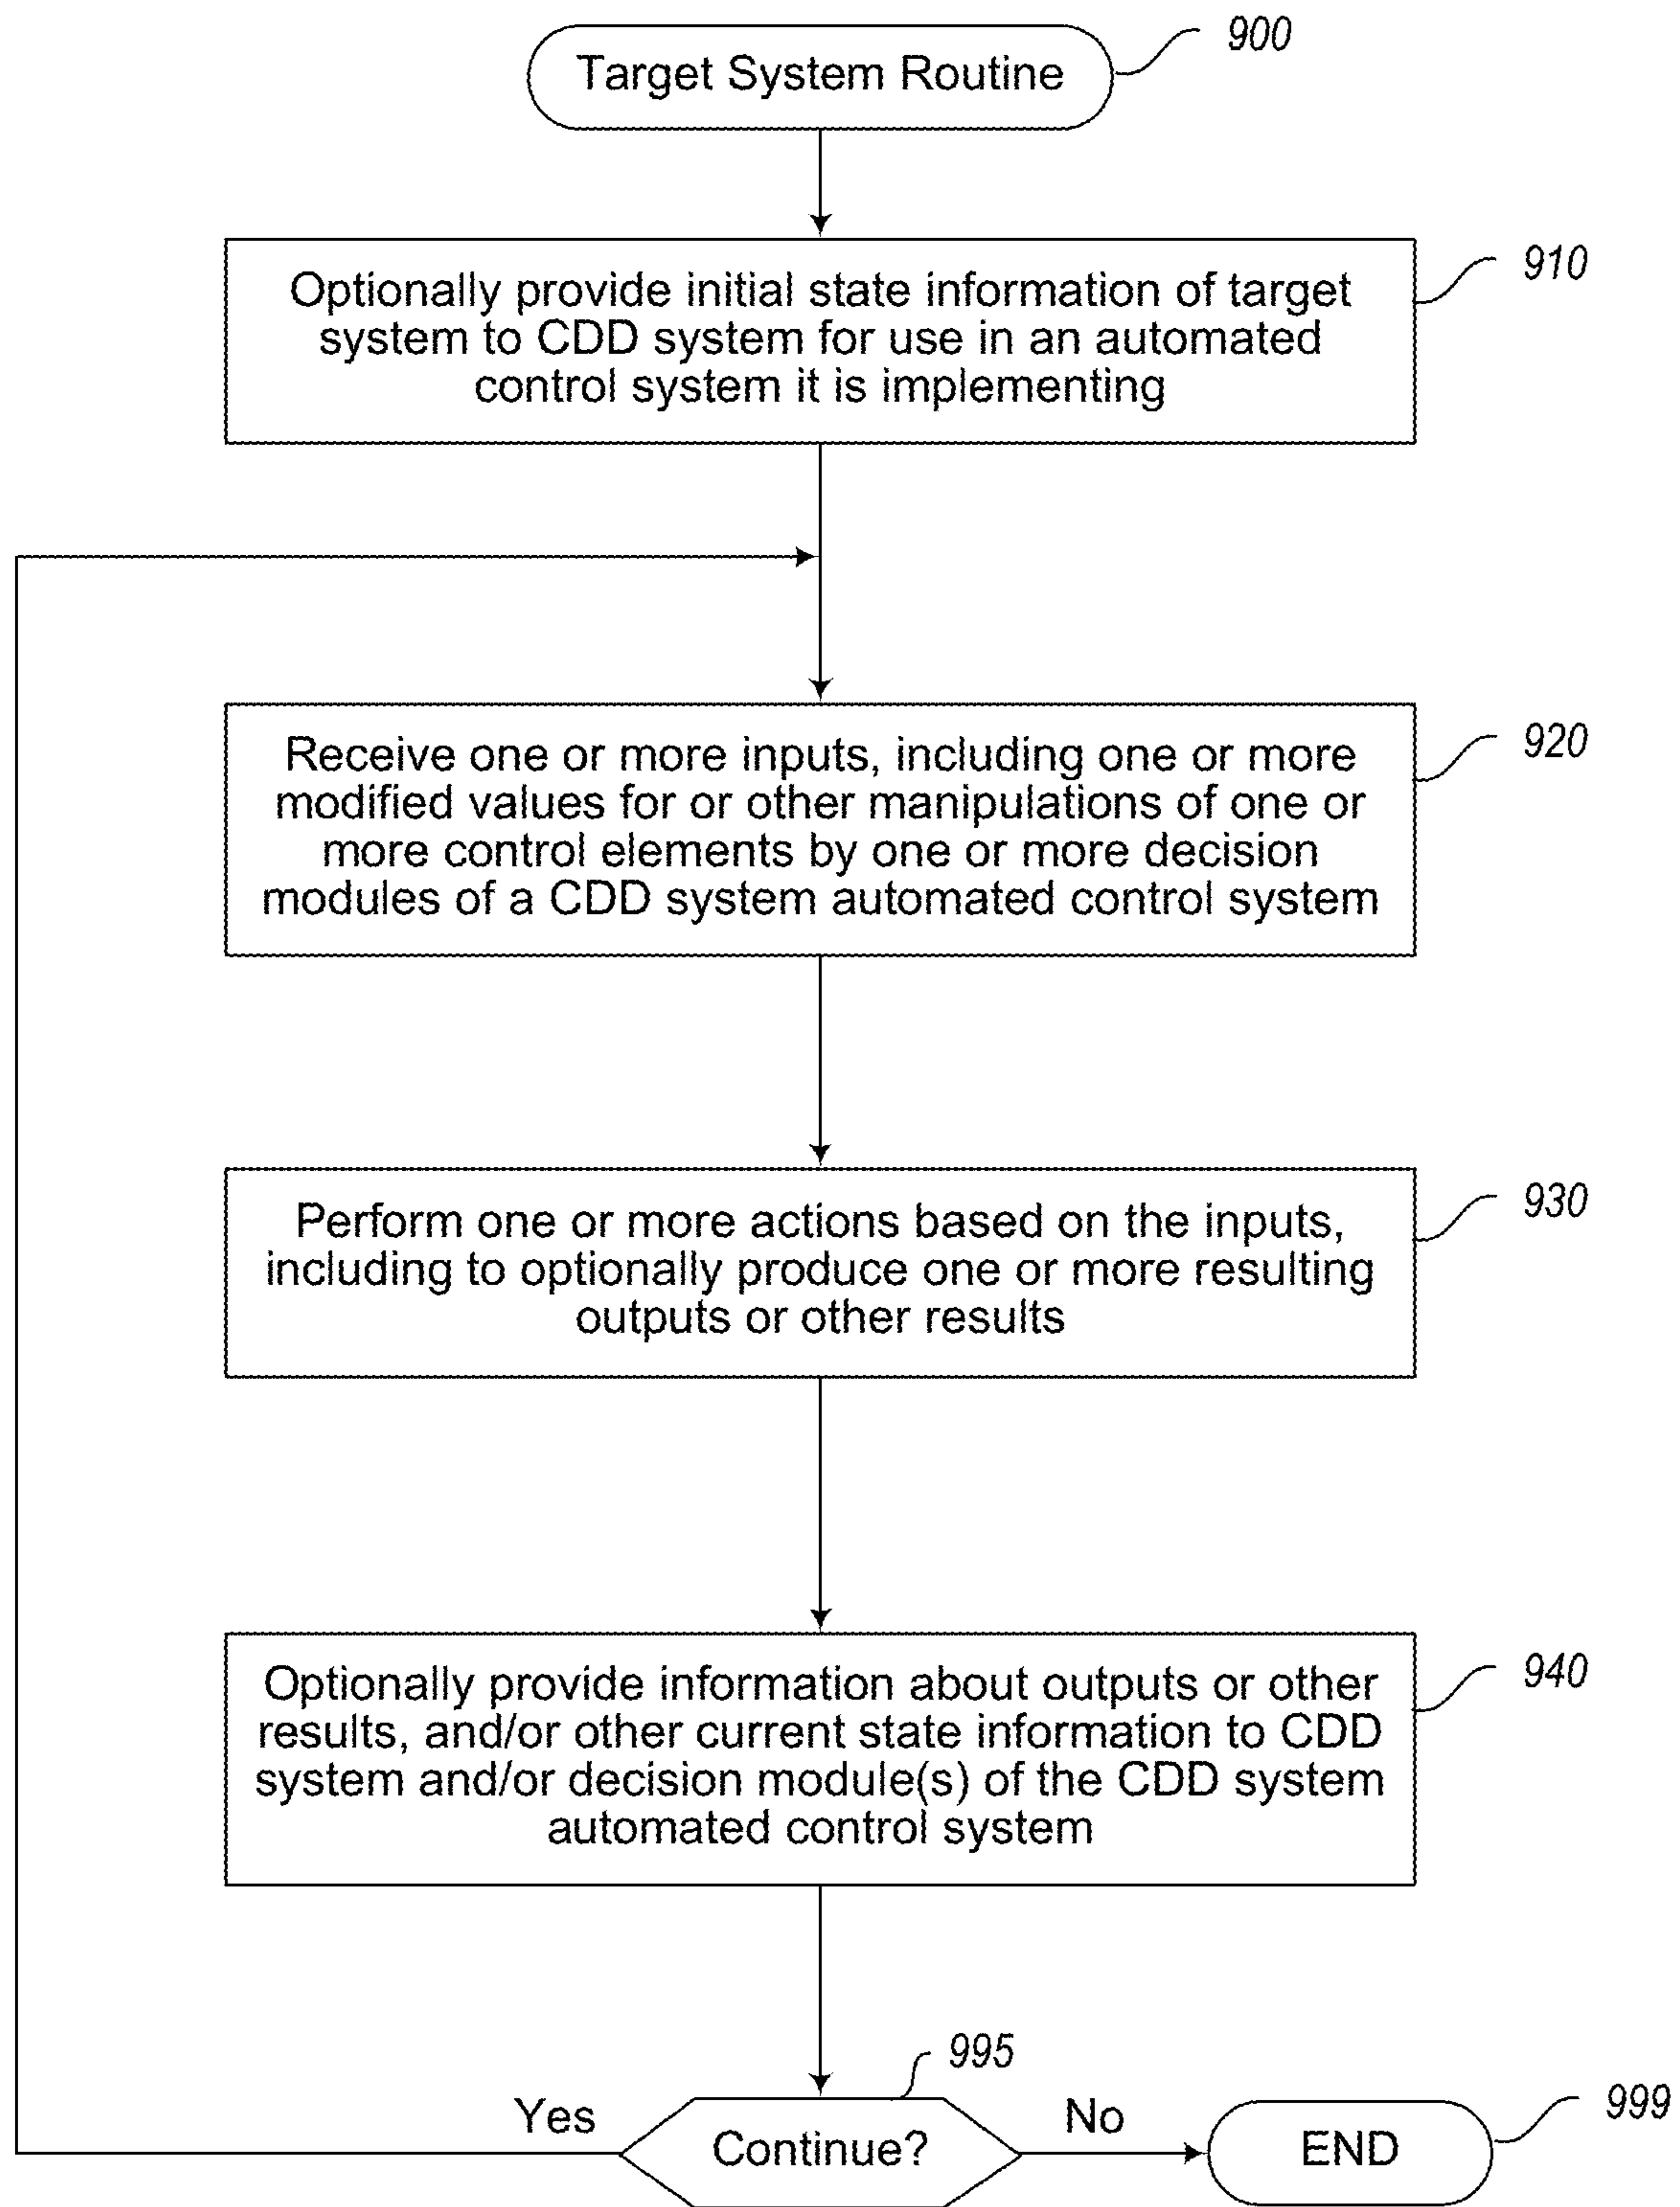 900
Target System Routine
910
Optionally provide initial state information of target
system to CDD system for use in an automated
control system it is implementing
920
Receive one or more inputs, including one or more
modified values for or other manipulations of one or
more control elements by one or more decision
modules of a CDD system automated control system
930
Perform one or more actions based on the inputs,
including to optionally produce one or more resulting
outputs or other results
940
Optionally provide information about outputs or other
results, and/or other current state information to CDD
system and/or decision module(s) of the CDD system
automated control system
995
Yes
Continue?
No
999
END